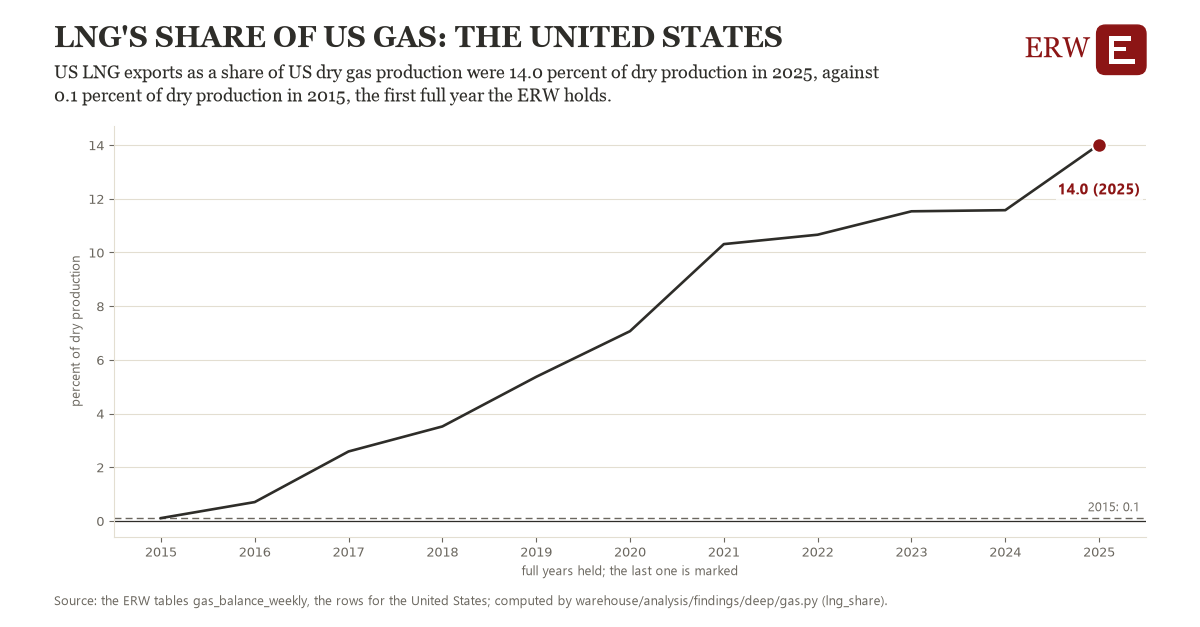 LNG'S SHARE OF US GAS: THE UNITED STATES
ERW E
US LNG exports as a share of US dry gas production were 14.0 percent of dry production in 2025, against
0.1 percent of dry production in 2015, the first full year the ERW holds.
percent of dry production
14
12
10
8
6
4
2
0
14.0 (2025)
2015: 0.1
2015 2016 2017 2018 2019 2020 2021 2022 2023 2024 2025
full years held; the last one is marked
Source: the ERW tables gas_balance_weekly, the rows for the United States; computed by warehouse/analysis/findings/deep/gas.py (lng_share).